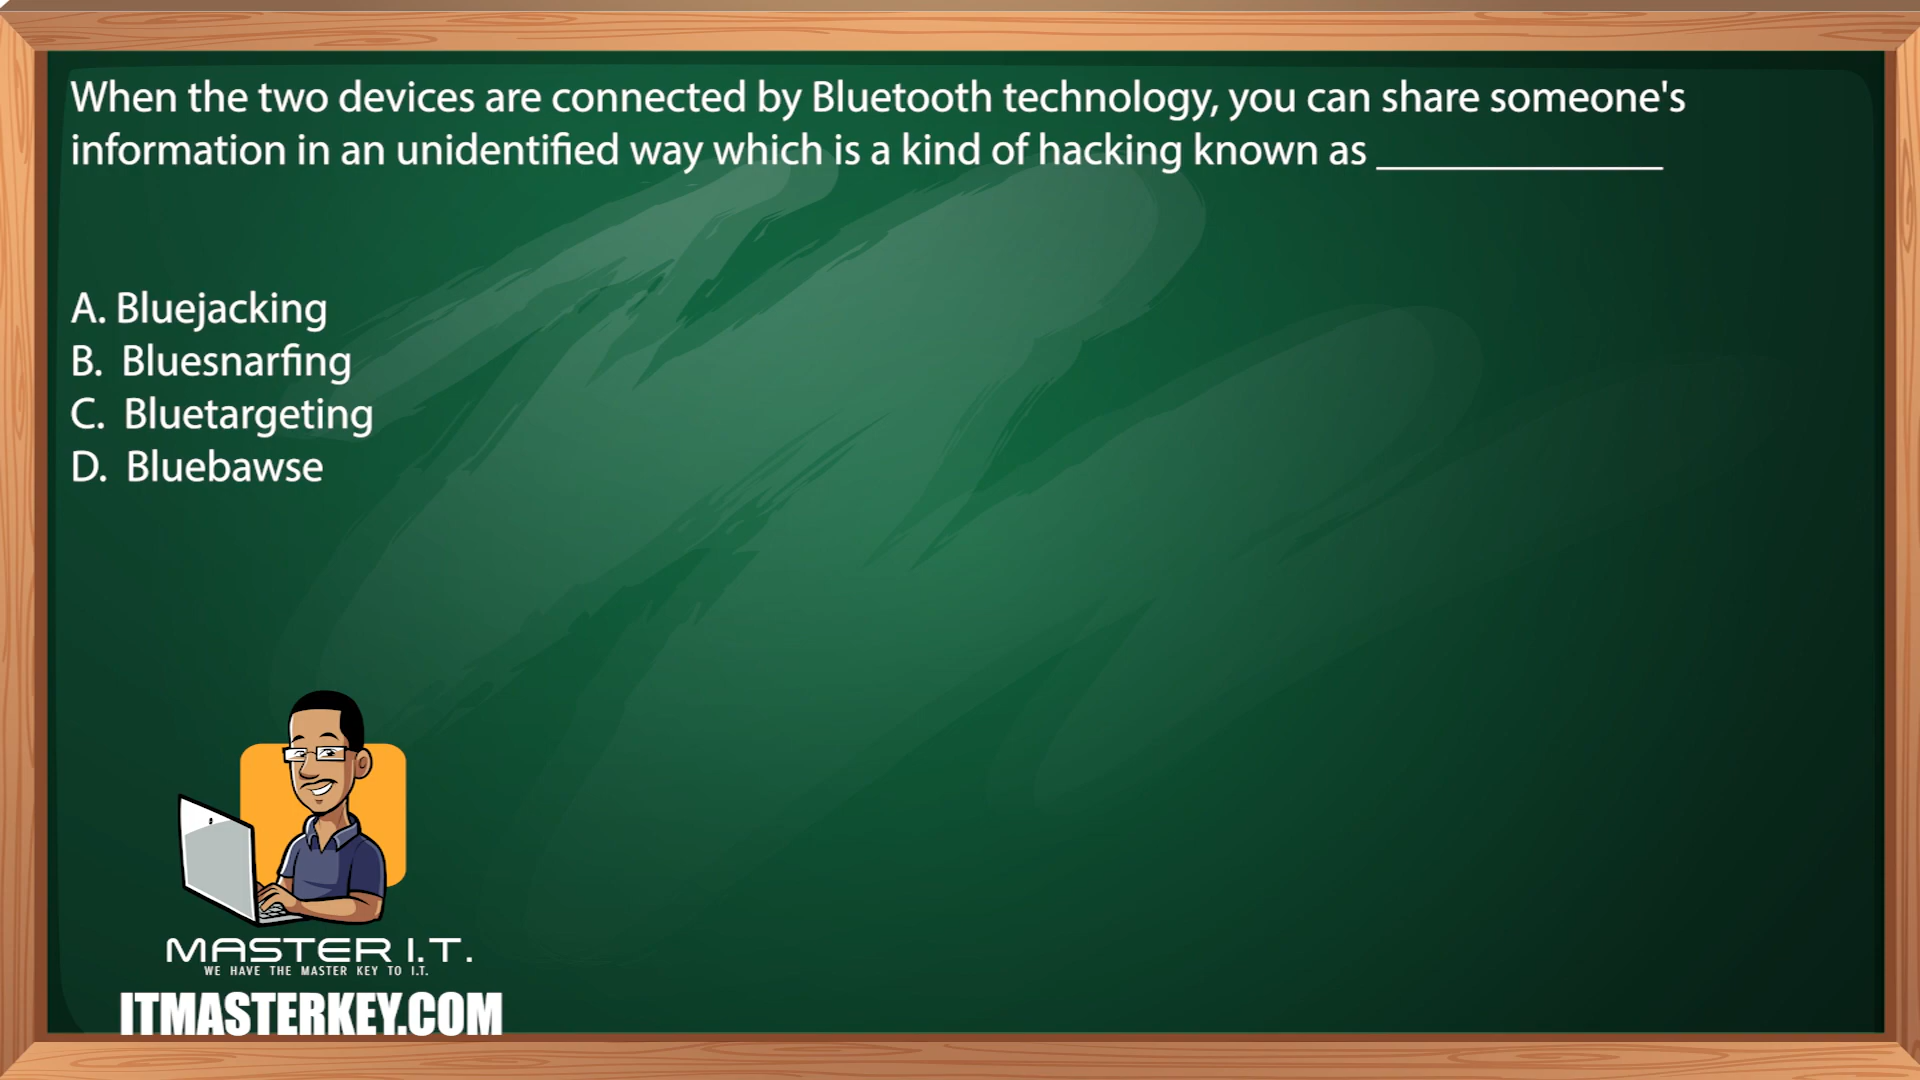 When the two devices are connected by Bluetooth technology, you can share someone's
information in an unidentified way which is a kind of hacking known as _____________
A. Bluejacking
B. Bluesnarfing
C. Bluetargeting
D. Bluebawse
MASTER I.T.
WE HAVE THE MASTER KEY TO I.T.
ITMASTERKEY.COM